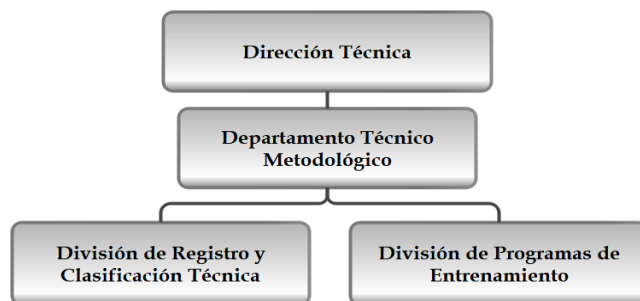 Dirección Técnica
Departamento Técnico
Metodológico
División de Registro y
Clasificación Técnica
División de Programas de
Entrenamiento